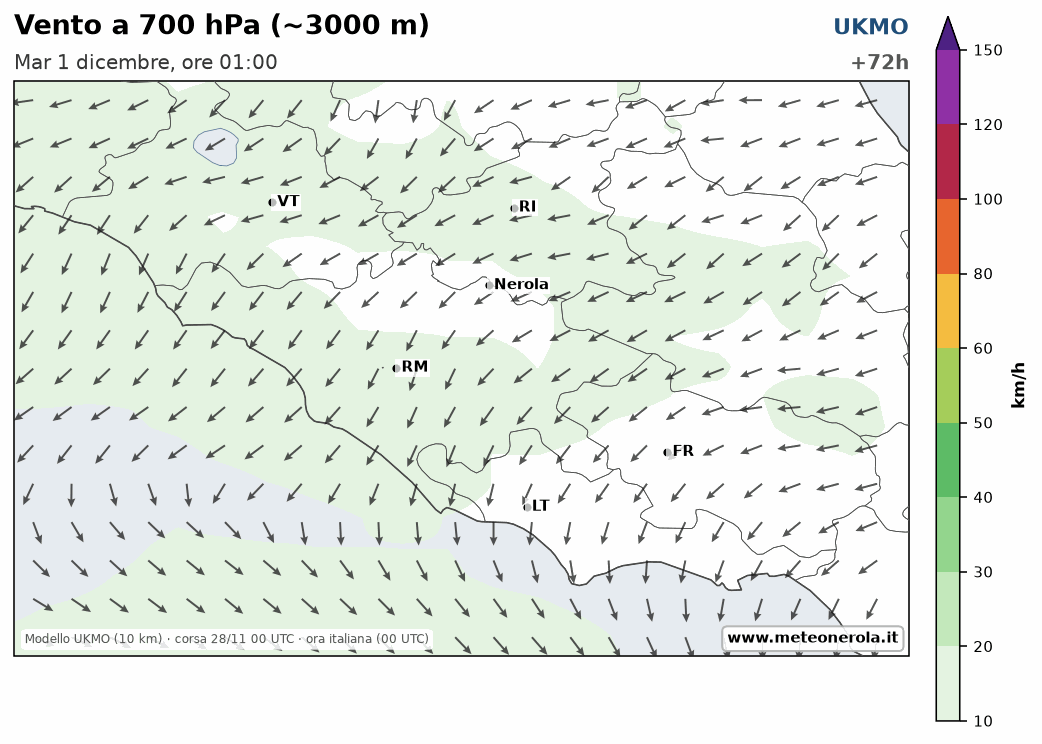 Vento a 700 hPa (~3000 m)
UKMO
Mar 1 dicembre, ore 01:00
+72h
VT
RI
Nerola
RM
FR
LT
Modello UKMO (10 km) · corsa 28/11 00 UTC · ora italiana (00 UTC)
www.meteonerola.it
150
120
100
80
60
50
40
30
20
10
km/h